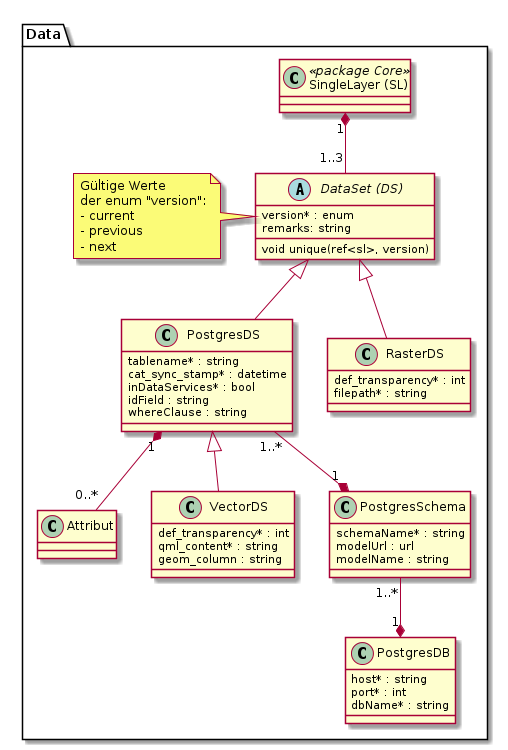 Data
C «package Core»
SingleLayer (SL)
1
1..3
Gültige Werte
der enum "version":
- current
- previous
- next
A DataSet (DS)
version* : enum
remarks: string
void unique(ref<sl>, version)
C PostgresDS
tablename* : string
cat_sync_stamp* : datetime
inDataServices* : bool
idField : string
whereClause : string
C RasterDS
def_transparency* : int
filepath* : string
1
1..*
0..*
1
C Attribut
C VectorDS
def_transparency* : int
qml_content* : string
geom_column : string
C PostgresSchema
schemaName* : string
modelUrl : url
modelName : string
1..*
1
C PostgresDB
host* : string
port* : int
dbName* : string